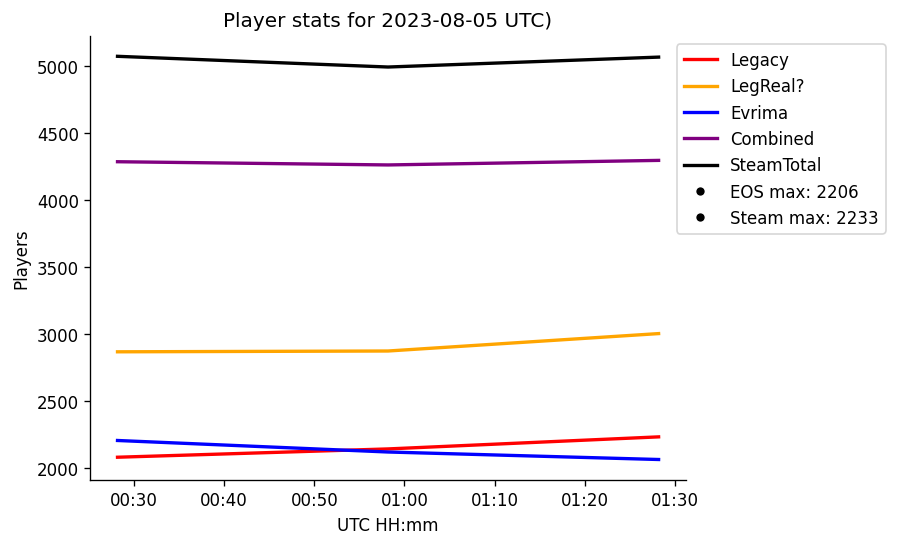 Player stats for 2023-08-05 UTC)
Players
5000
4500
4000
3500
3000
2500
2000
00:30
00:40
00:50
01:00
01:10
01:20
01:30
UTC HH:mm
Legacy
LegReal?
Evrima
Combined
SteamTotal
EOS max: 2206
Steam max: 2233